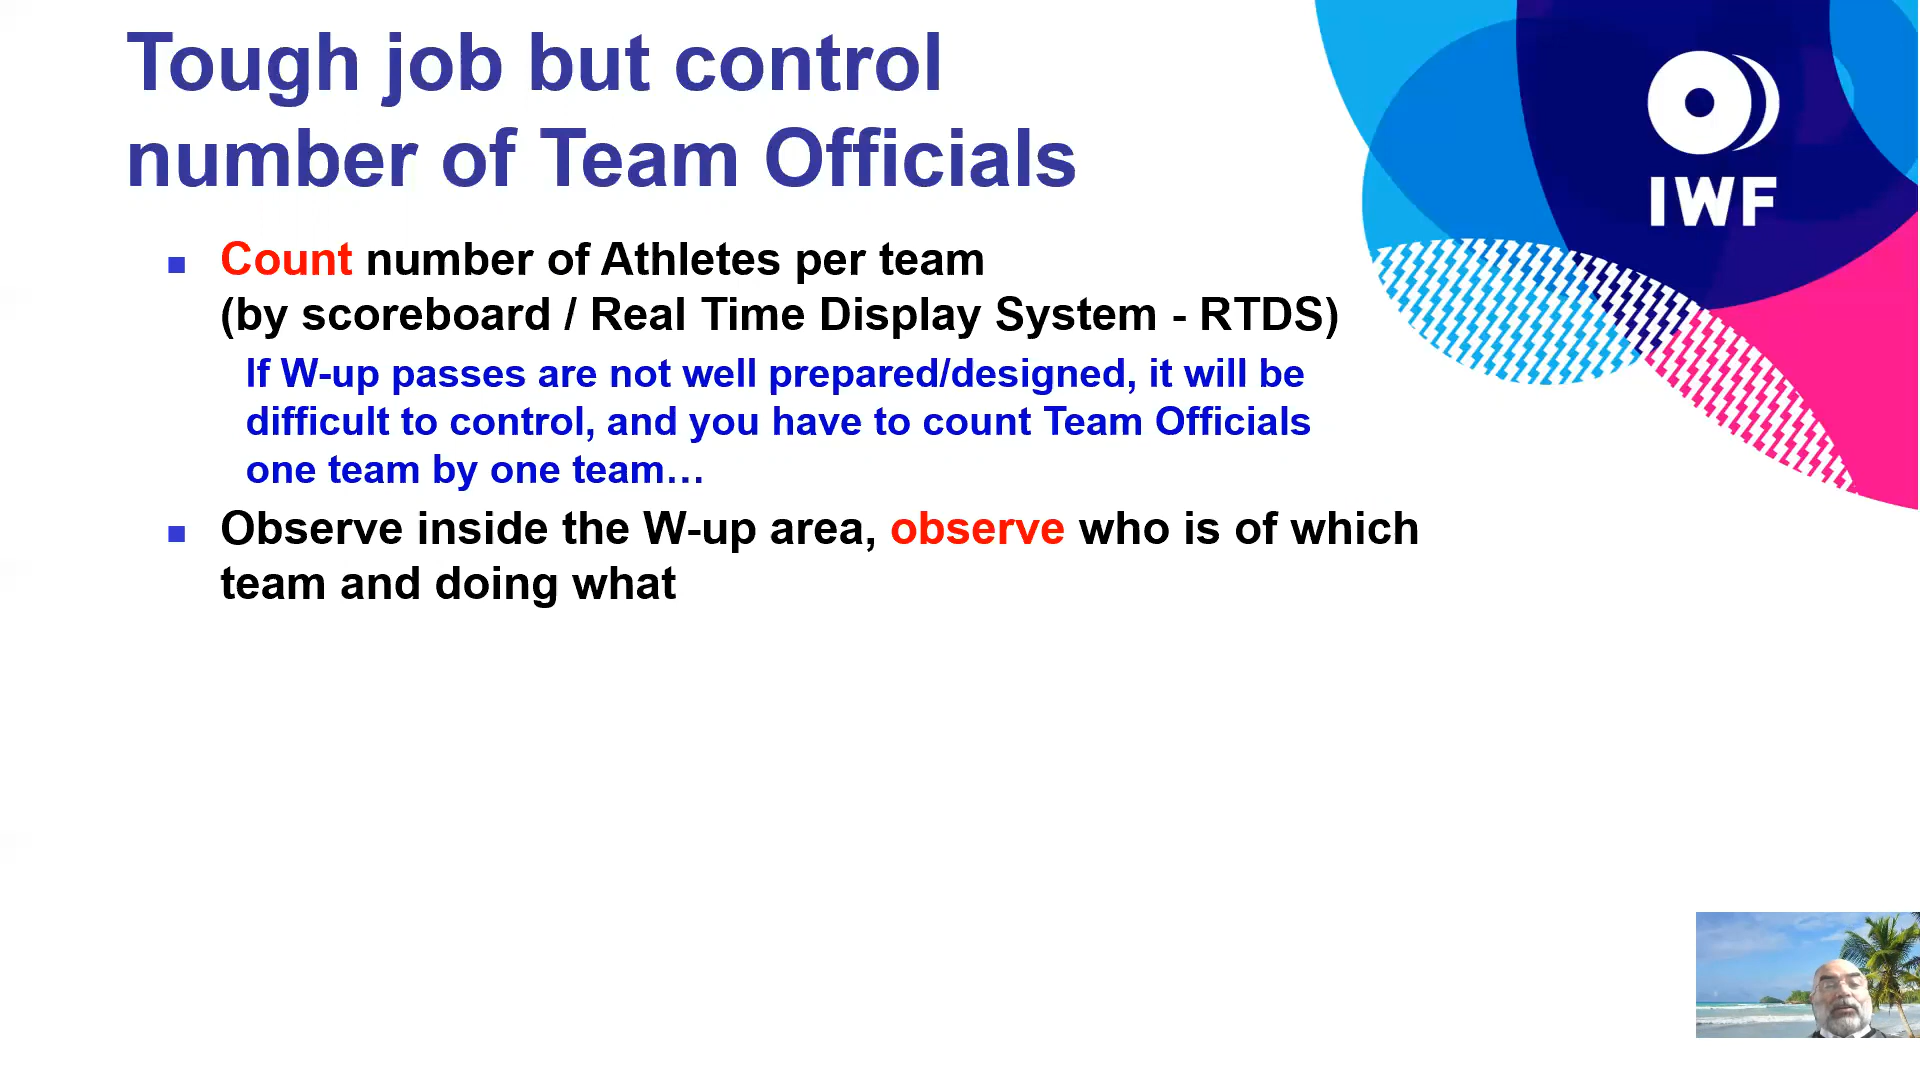 Tough job but control
number of Team Officials
IWF
Count number of Athletes per team
(by scoreboard / Real Time Display System - RTDS)
If W-up passes are not well prepared/designed, it will be
difficult to control, and you have to count Team Officials
one team by one team…
Observe inside the W-up area, observe who is of which
team and doing what